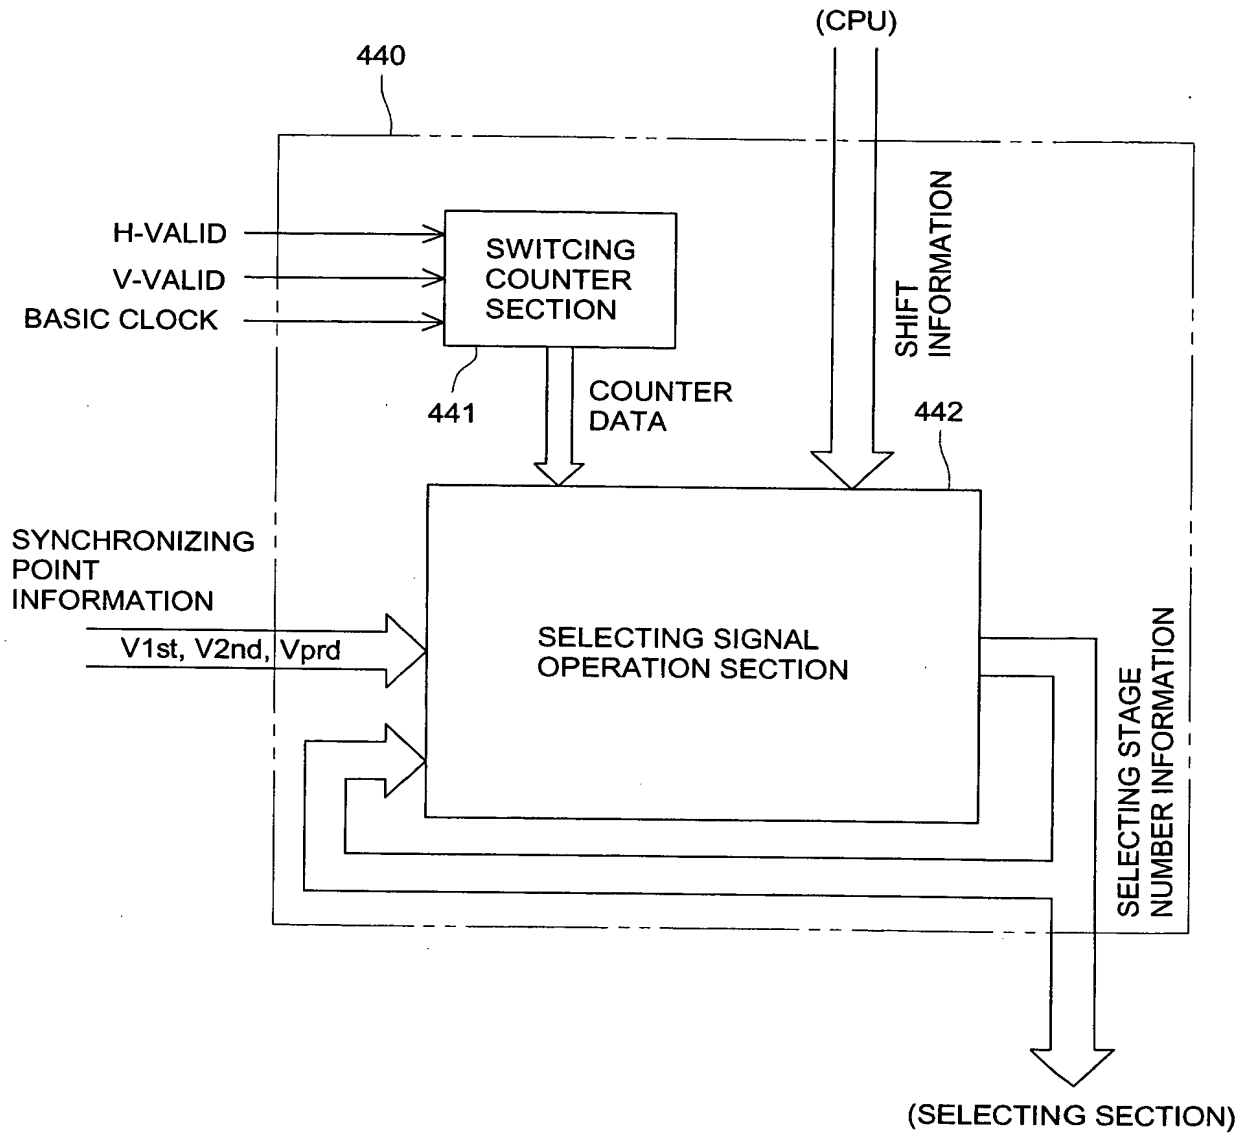 (CPU)
440
H-VALID
V-VALID
BASIC CLOCK
SWITCING
COUNTER
SECTION
441
COUNTER
DATA
SHIFT
INFORMATION
442
SYNCHRONIZING
POINT
INFORMATION
V1st, V2nd, Vprd
SELECTING SIGNAL
OPERATION SECTION
SELECTING STAGE
NUMBER INFORMATION
(SELECTING SECTION)